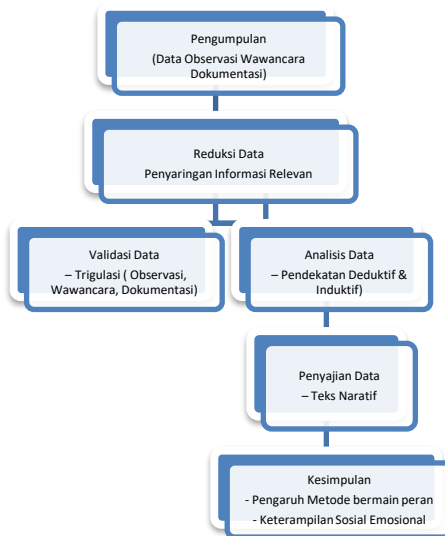 Pengumpulan
(Data Observasi Wawancara
Dokumentasi)
Reduksi Data
Penyaringan Informasi Relevan
Validasi Data
– Trigulasi ( Observasi,
Wawancara, Dokumentasi)
Analisis Data
– Pendekatan Deduktif &
Induktif)
Penyajian Data
– Teks Naratif
Kesimpulan
- Pengaruh Metode bermain peran
- Keterampilan Sosial Emosional